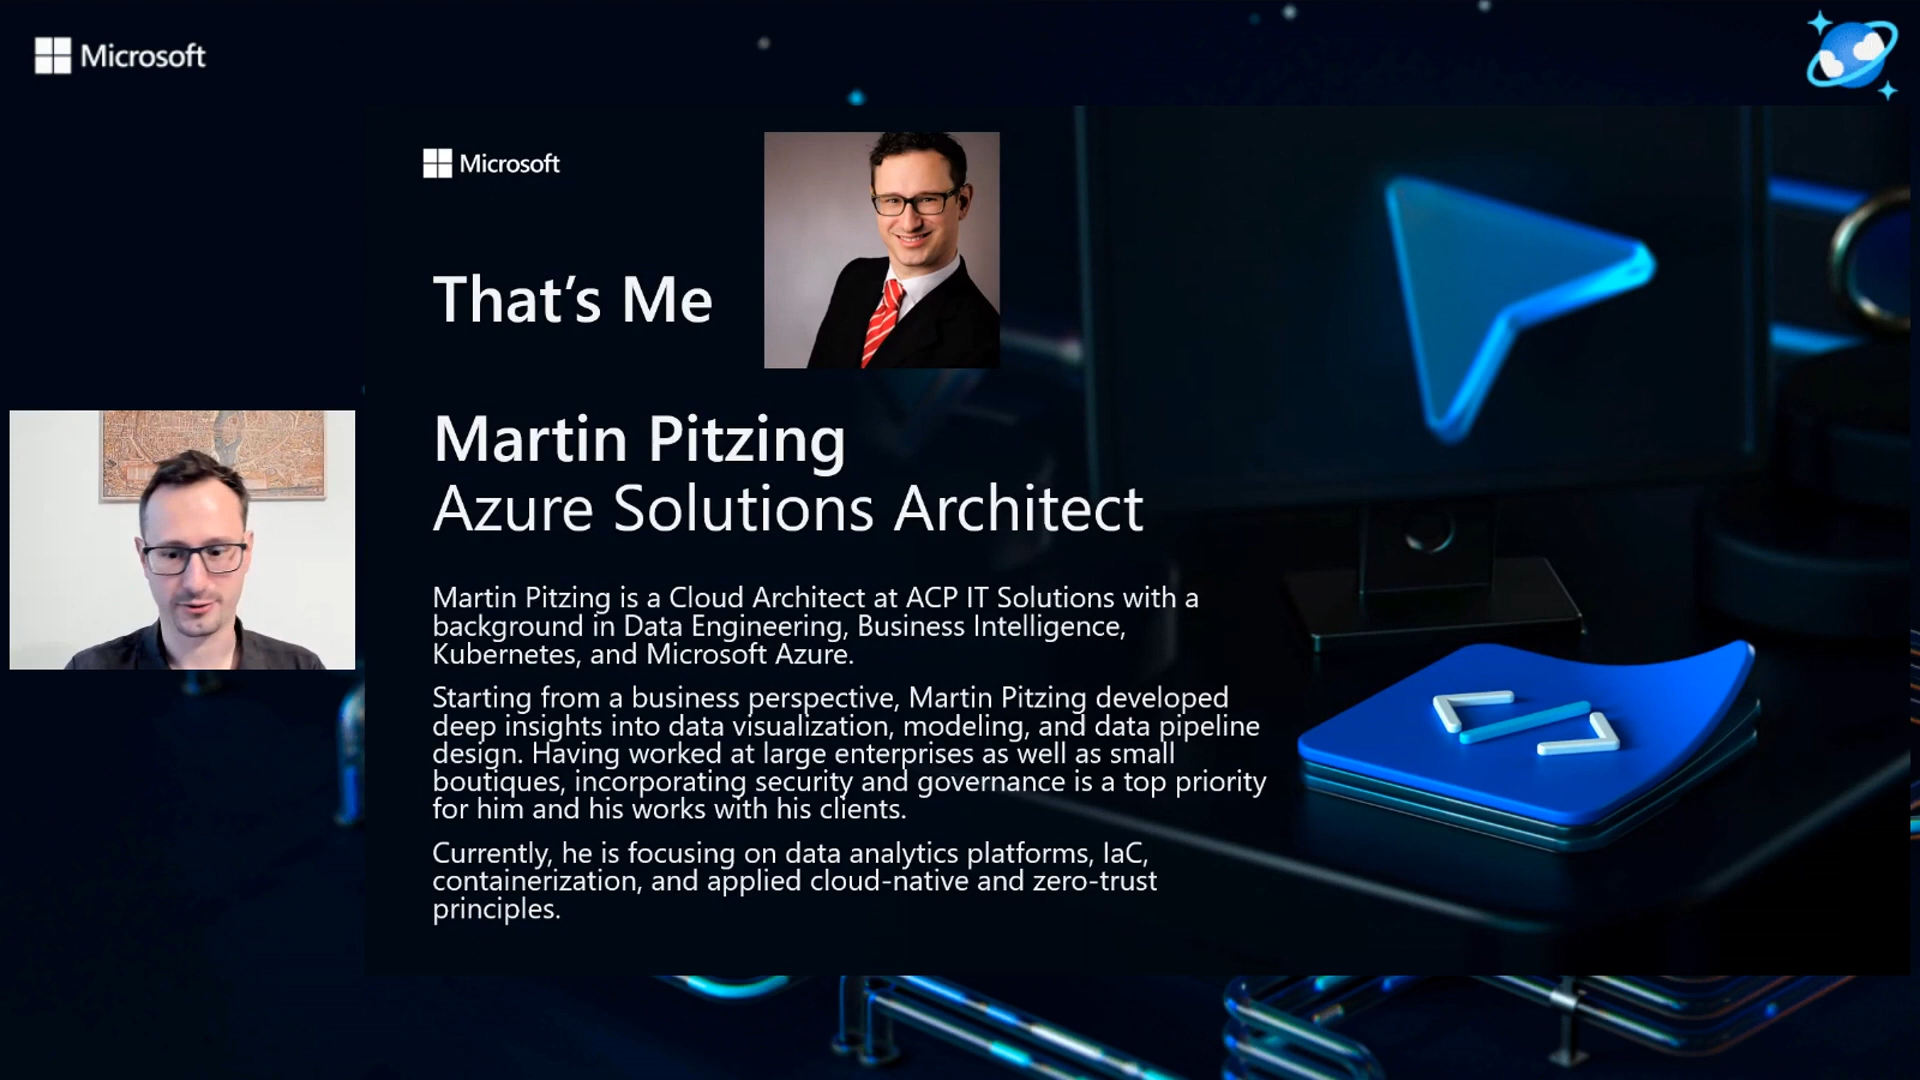 Microsoft
Microsoft
That’s Me
Martin Pitzing
Azure Solutions Architect
Martin Pitzing is a Cloud Architect at ACP IT Solutions with a
background in Data Engineering, Business Intelligence,
Kubernetes, and Microsoft Azure.
Starting from a business perspective, Martin Pitzing developed
deep insights into data visualization, modeling, and data pipeline
design. Having worked at large enterprises as well as small
boutiques, incorporating security and governance is a top priority
for him and his works with his clients.
Currently, he is focusing on data analytics platforms, IaC,
containerization, and applied cloud-native and zero-trust
principles.